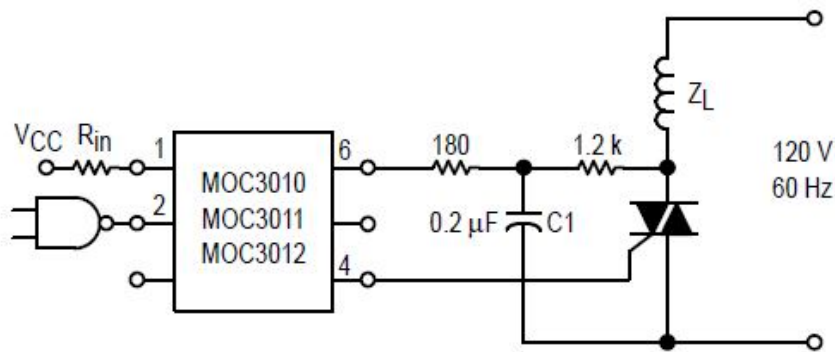 VCC Rin 1
MOC3010
MOC3011
MOC3012
2
6
4
180
1.2 k
0.2 μF C1
ZL
120 V
60 Hz